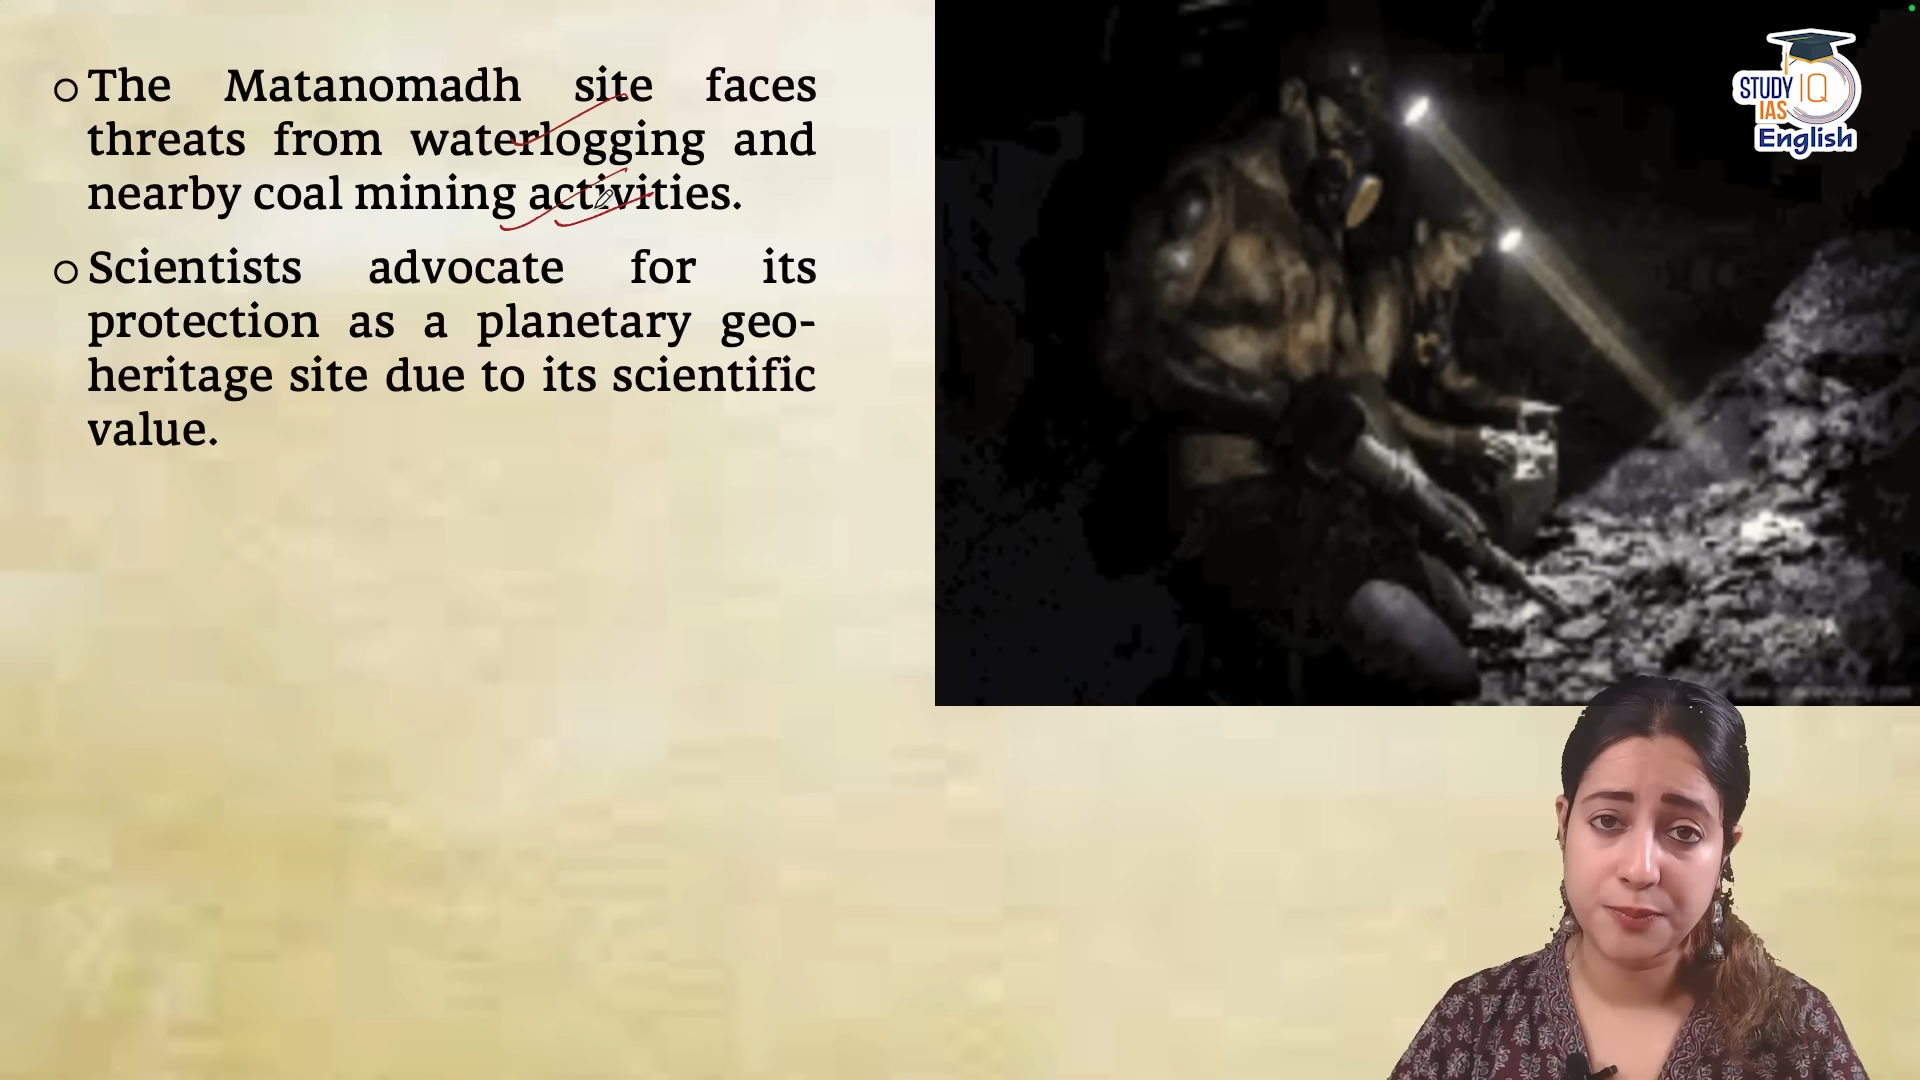 The Matanomadh site faces
threats from waterlogging and
nearby coal mining activities.
Scientists advocate for its
protection as a planetary geo-
heritage site due to its scientific
value.
STUDY IQ
IAS
English